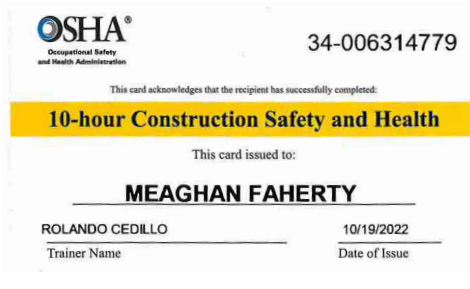 OSHA®
34-006314779
Occupational Safety
and Health Administration
This card acknowledges that the recipient has successfully completed:
10-hour Construction Safety and Health
This card issued to:
MEAGHAN FAHERTY
ROLANDO CEDILLO 10/19/2022
Trainer Name Date of Issue